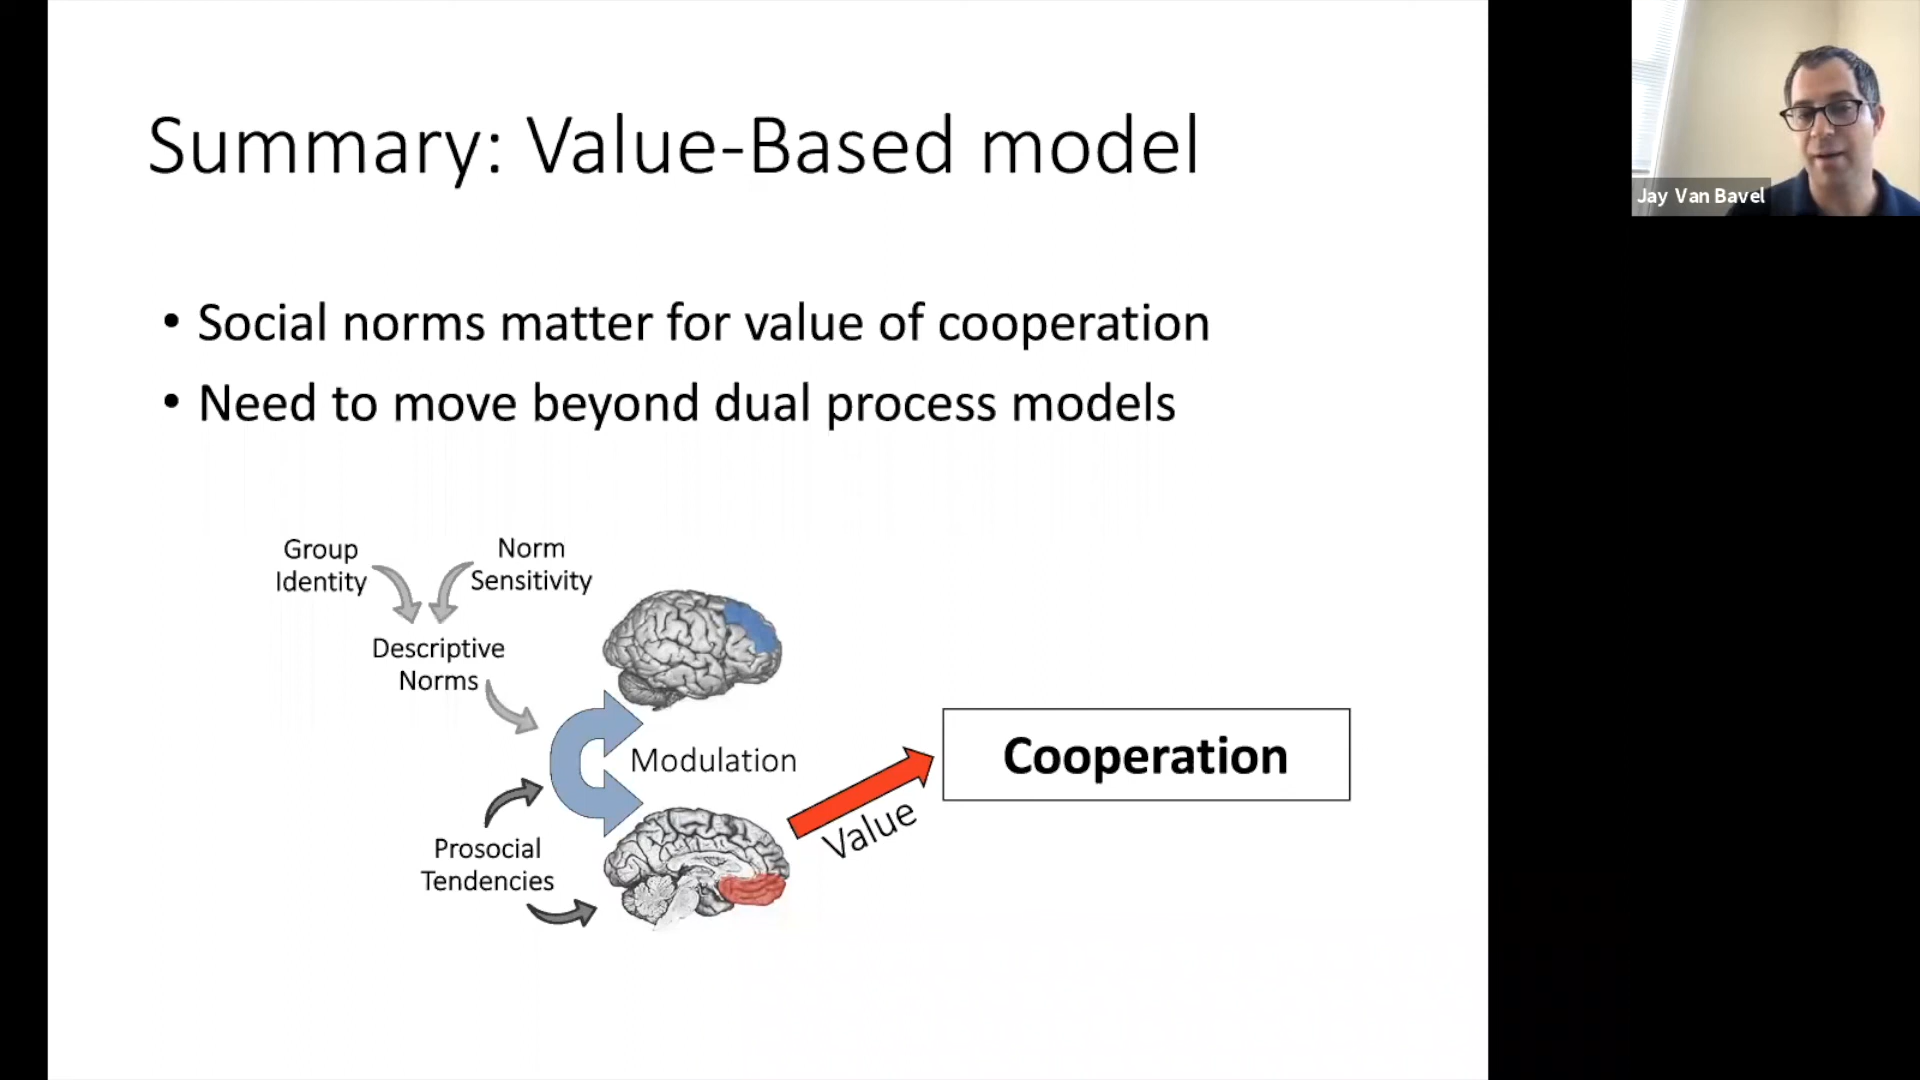 Summary: Value-Based model
• Social norms matter for value of cooperation
• Need to move beyond dual process models
Group
Identity
Norm
Sensitivity
Descriptive
Norms
Modulation
Prosocial
Tendencies
Value
Cooperation
Jay Van Bavel